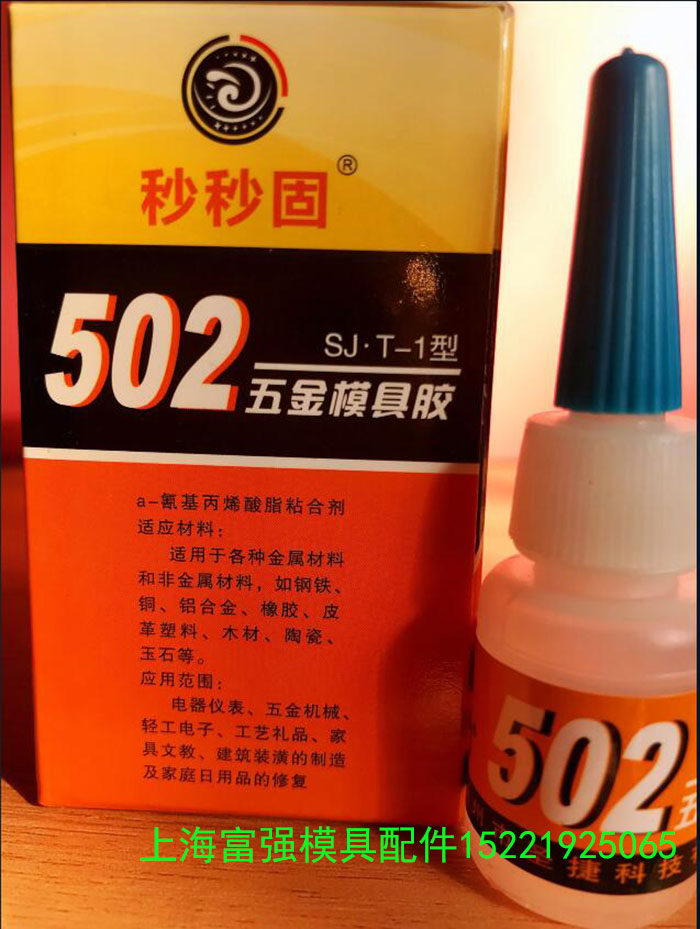 秒秒固®
502
SJ·T-1型
五金模具胶
a-氰基丙烯酸脂粘合剂
适应材料:
适用于各种金属材料
和非金属材料，如钢铁、
铜、铝合金、橡胶、皮
革塑料、木材、陶瓷、
玉石等。
应用范围:
电器仪表、五金机械、
轻工电子、工艺礼品、家
具文教、建筑装潢的制造
及家庭日用品的修复
502
五
捷科技
上海富强模具配件15221925065